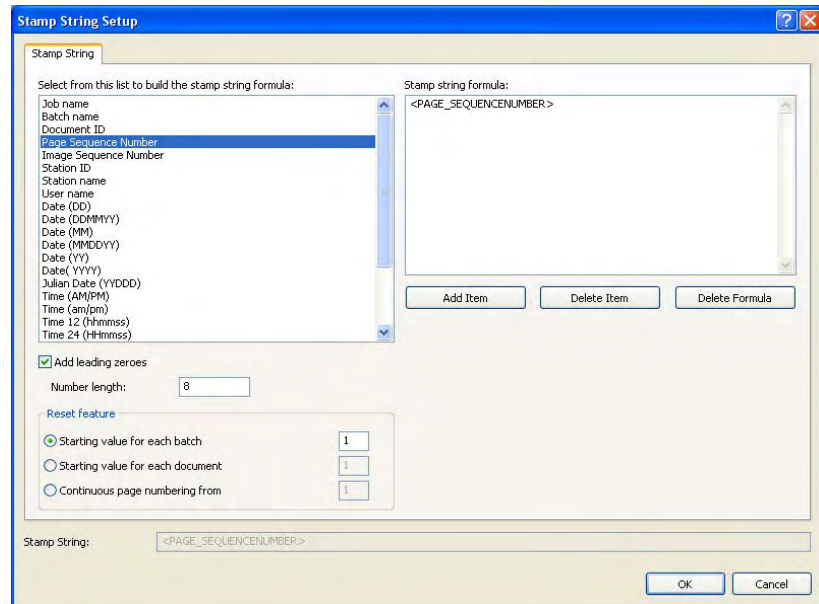 Stamp String Setup
Stamp String
Select from this list to build the stamp string formula:
Job name
Batch name
Document ID
Page Sequence Number
Image Sequence Number
Station ID
Station name
User name
Date (DD)
Date (DDMMYY)
Date (MM)
Date (MMDDYY)
Date (YY)
Date( YYYY)
Julian Date (YYDDD)
Time (AM/PM)
Time (am/pm)
Time 12 (hhmmss)
Time 24 (HHmmss)
Stamp string formula:
<PAGE_SEQUENCENUMBER>
Add Item Delete Item Delete Formula
Add leading zeroes
Number length: 8
Reset feature
Starting value for each batch 1
Starting value for each document 1
Continuous page numbering from 1
Stamp String: <PAGE_SEQUENCENUMBER>
OK Cancel